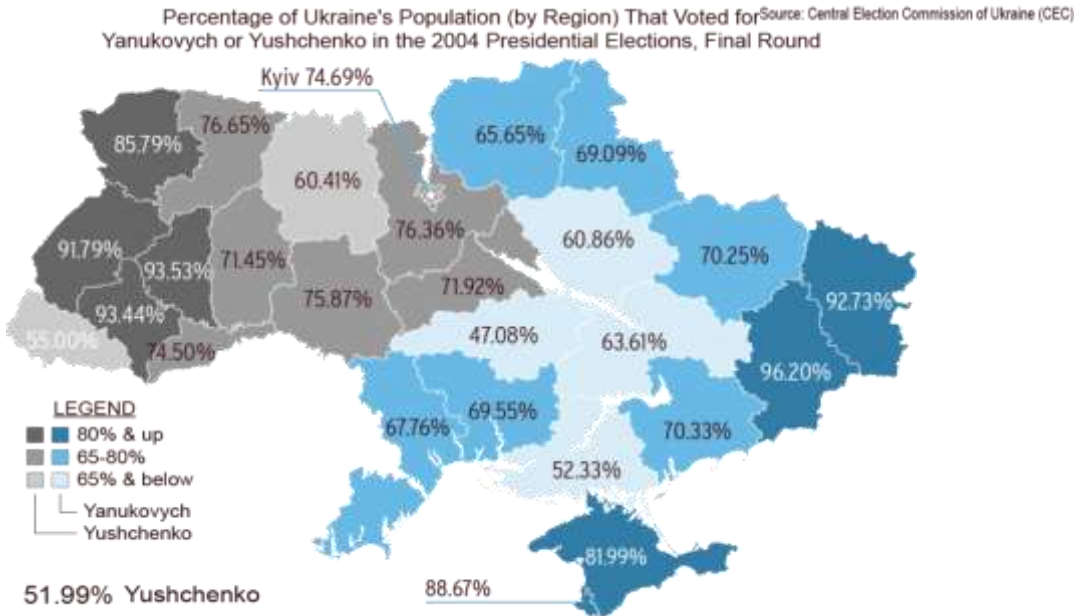 Percentage of Ukraine's Population (by Region) That Voted for
Yanukovych or Yushchenko in the 2004 Presidential Elections, Final Round
Source: Central Election Commission of Ukraine (CEC)
Kyiv 74.69%
85.79%
76.65%
60.41%
65.65%
69.09%
91.79%
93.53%
71.45%
76.36%
60.86%
70.25%
92.73%
93.44%
75.87%
71.92%
55.00%
74.50%
47.08%
63.61%
96.20%
67.76%
69.55%
70.33%
52.33%
81.99%
88.67%
LEGEND
80% & up
65-80%
65% & below
Yanukovych
Yushchenko
51.99% Yushchenko